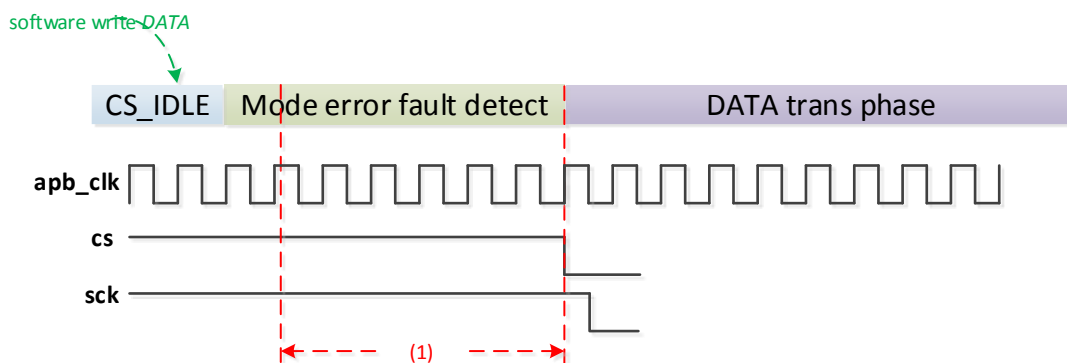 software write DATA
CS_IDLE Mode error fault detect DATA trans phase
apb_clk
cs
sck
(1)